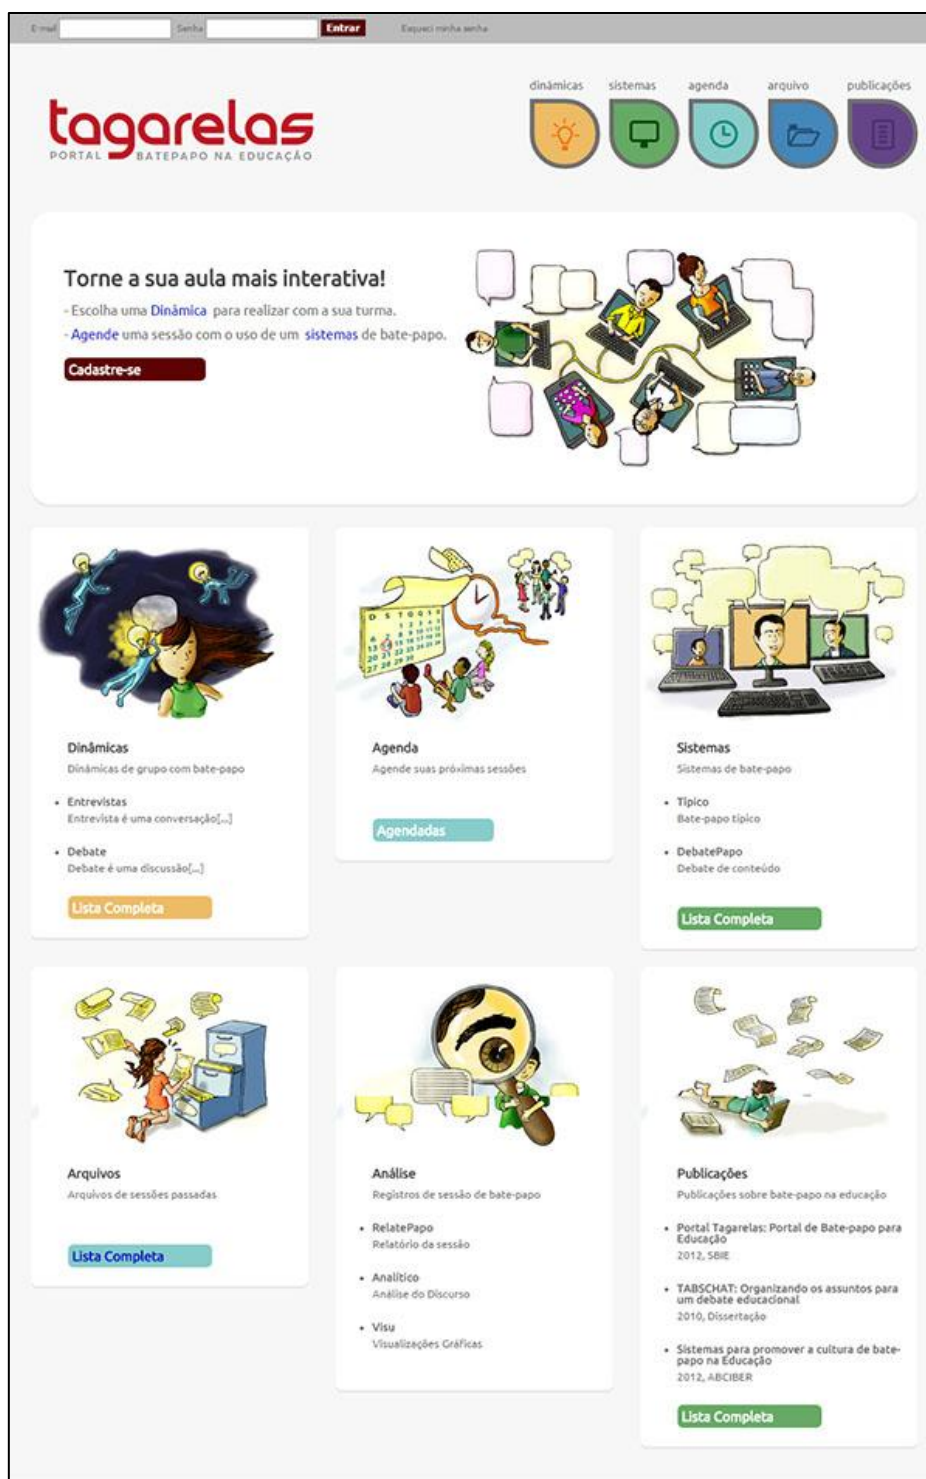 E-mail Senha Entrar Esqueci minha senha
dinâmicas sistemas agenda arquivo publicações
tagarelas
PORTAL BATEPAPO NA EDUCAÇÃO
Torne a sua aula mais interativa!
- Escolha uma Dinâmica para realizar com a sua turma.
- Agende uma sessão com o uso de um sistemas de bate-papo.
Cadastre-se
Dinâmicas
Dinâmicas de grupo com bate-papo
• Entrevistas
Entrevista é uma conversação[...]
• Debate
Debate é uma discussão[...]
Lista Completa
Agenda
Agende suas próximas sessões
Agendadas
Sistemas
Sistemas de bate-papo
• Típico
Bate-papo típico
• DebatePapo
Debate de conteúdo
Lista Completa
Arquivos
Arquivos de sessões passadas
Lista Completa
Análise
Registros de sessão de bate-papo
• RelatePapo
Relatório da sessão
• Analítico
Análise do Discurso
• Visu
Visualizações Gráficas
Publicações
Publicações sobre bate-papo na educação
• Portal Tagarelas: Portal de Bate-papo para
Educação
2012, SBIE
• TABSCHAT: Organizando os assuntos para
um debate educacional
2010, Dissertação
• Sistemas para promover a cultura de bate-
papo na Educação
2012, ABCIBER
Lista Completa